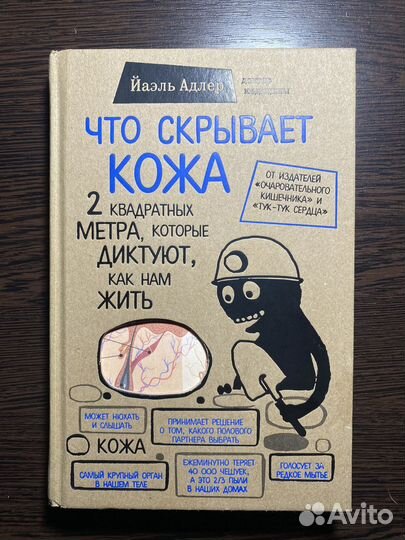 Йаэль Адлер
доктор
медицины
ЧТО СКРЫВАЕТ
КОЖА
ОТ ИЗДАТЕЛЕЙ
«ОЧАРОВАТЕЛЬНОГО
КИШЕЧНИКА» И
«ТУК-ТУК СЕРДЦА»
2 КВАДРАТНЫХ
МЕТРА, КОТОРЫЕ
ДИКТУЮТ,
КАК НАМ
ЖИТЬ
МОЖЕТ НЮХАТЬ
И СЛЫШАТЬ
ПРИНИМАЕТ РЕШЕНИЕ
О ТОМ, КАКОГО ПОЛОВОГО
ПАРТНЕРА ВЫБРАТЬ
КОЖА
САМЫЙ КРУПНЫЙ ОРГАН
В НАШЕМ ТЕЛЕ
ЕЖЕМИНУТНО ТЕРЯЕТ
40 000 ЧЕШУЕК,
А ЭТО 2/3 ПЫЛИ
В НАШИХ ДОМАХ
ГОЛОСУЕТ ЗА
РЕДКОЕ МЫТЬЕ
Avito